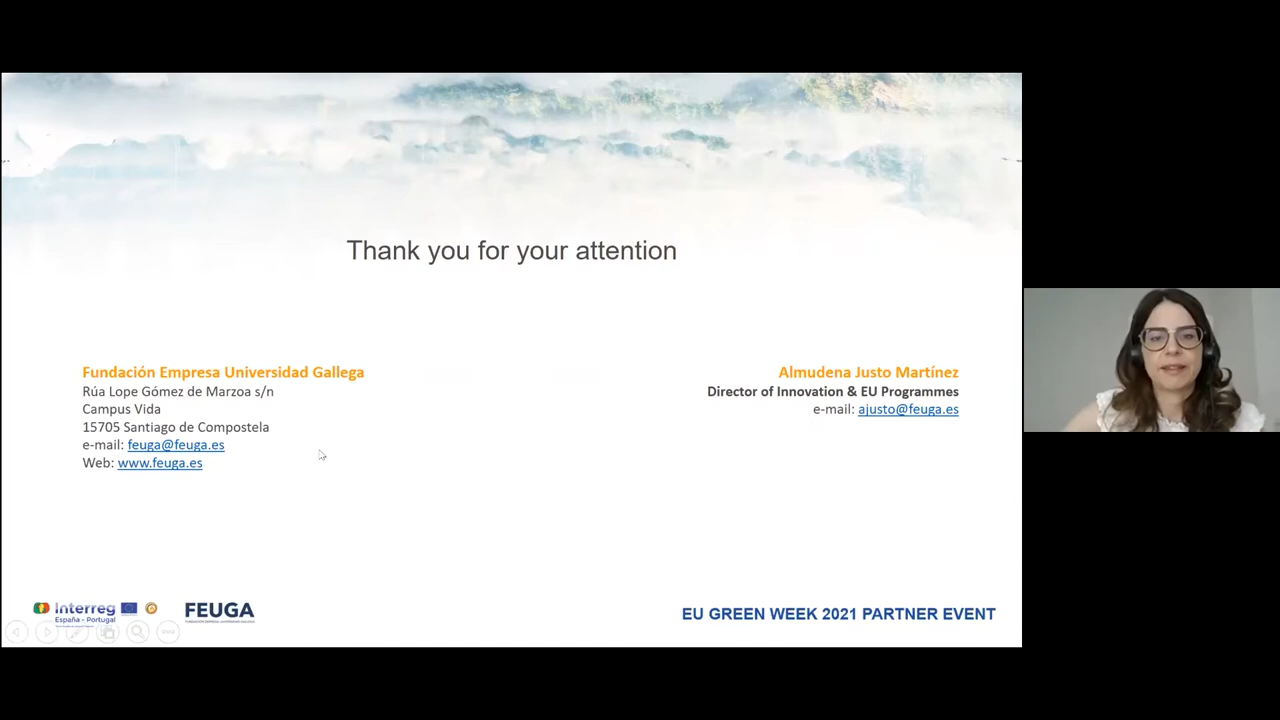 Thank you for your attention
Fundación Empresa Universidad Gallega
Rúa Lope Gómez de Marzoa s/n
Campus Vida
15705 Santiago de Compostela
e-mail: feuga@feuga.es
Web: www.feuga.es
Almudena Justo Martínez
Director of Innovation & EU Programmes
e-mail: ajusto@feuga.es
Interreg
España - Portugal
FEUGA
FUNDACIÓN EMPRESA-UNIVERSIDAD GALLEGA
EU GREEN WEEK 2021 PARTNER EVENT